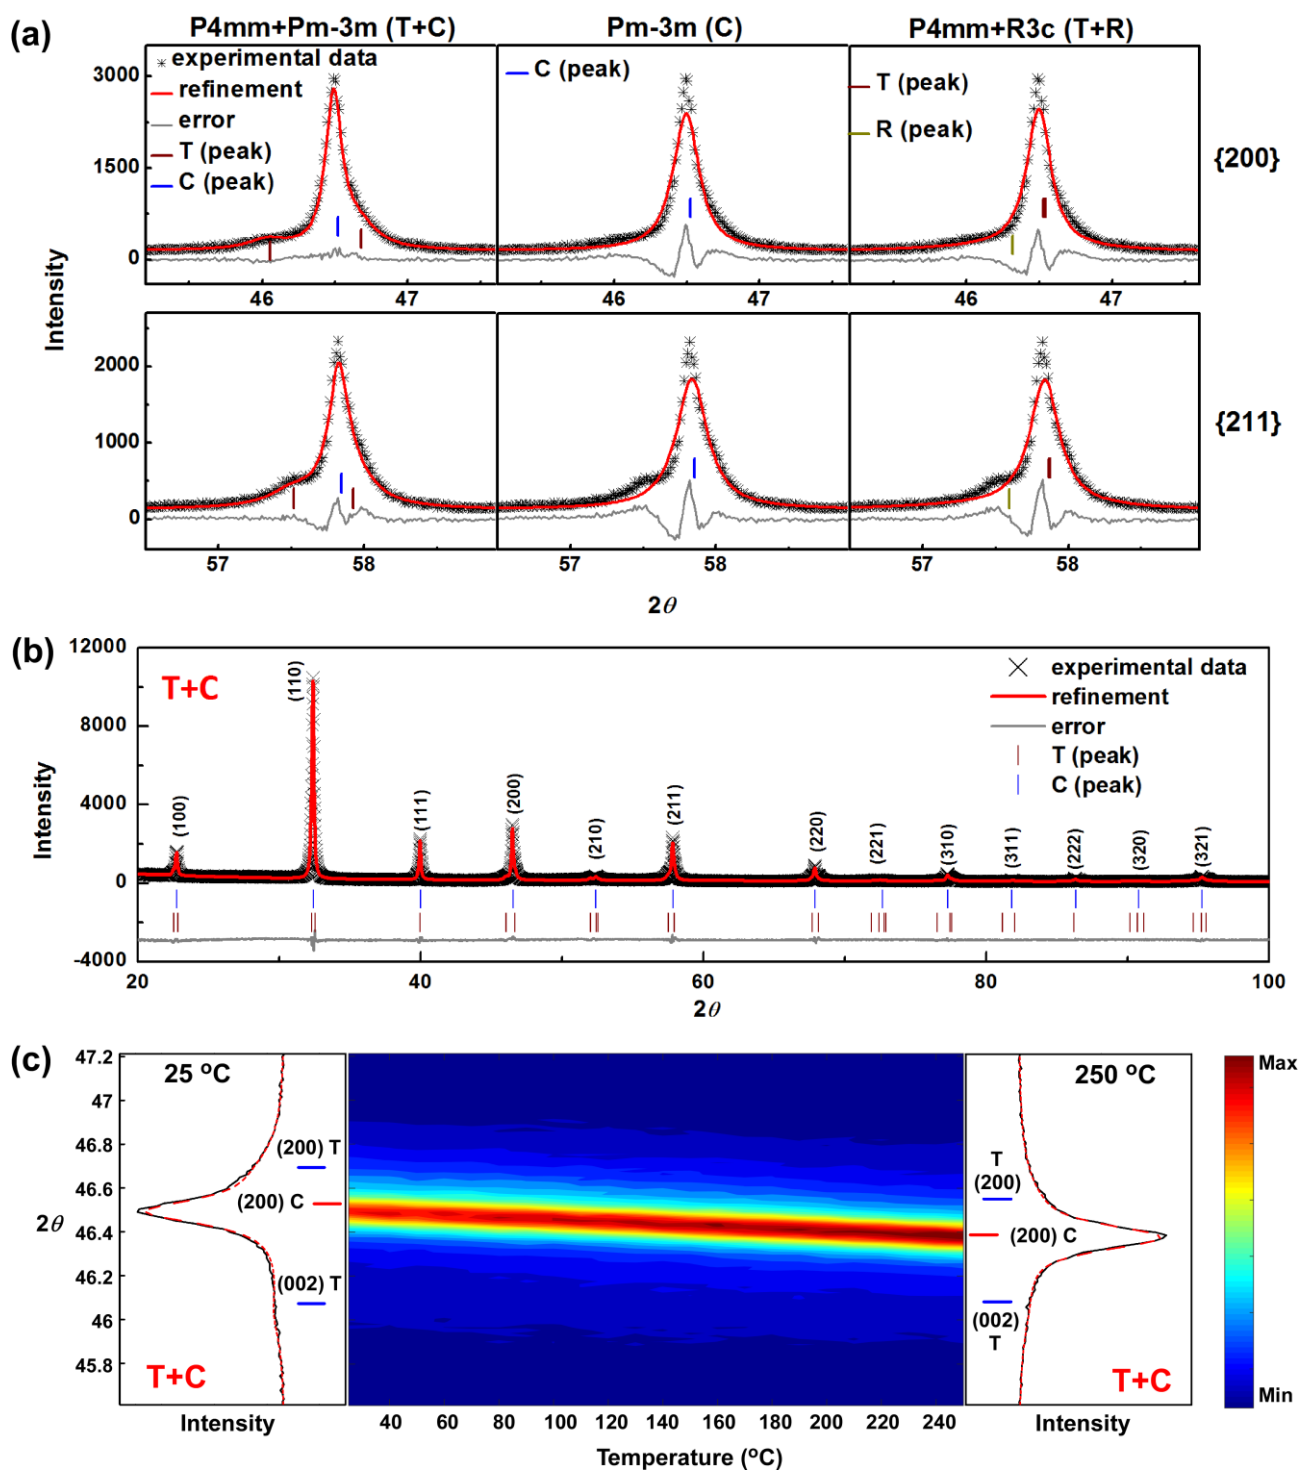 (a)
P4mm+Pm-3m (T+C)
Pm-3m (C)
P4mm+R3c (T+R)
experimental data
refinement
error
T (peak)
C (peak)
C (peak)
T (peak)
R (peak)
{200}
3000
1500
0
46 47 46 47 46 47
Intensity
{211}
2000
1000
0
57 58 57 58 57 58
2θ
(b)
12000
8000
4000
0
-4000
Intensity
T+C
experimental data
refinement
error
T (peak)
C (peak)
(100)
(110)
(111)
(200)
(210)
(211)
(220)
(221)
(310)
(311)
(222)
(320)
(321)
20 40 60 80 100
2θ
(c)
47.2
47
46.8
46.6
46.4
46.2
46
45.8
2θ
25 °C
(200) T
(200) C
(002) T
T+C
Intensity
40 60 80 100 120 140 160 180 200 220 240
Temperature (°C)
250 °C
T
(200)
(200) C
(002)
T
T+C
Intensity
Max
Min